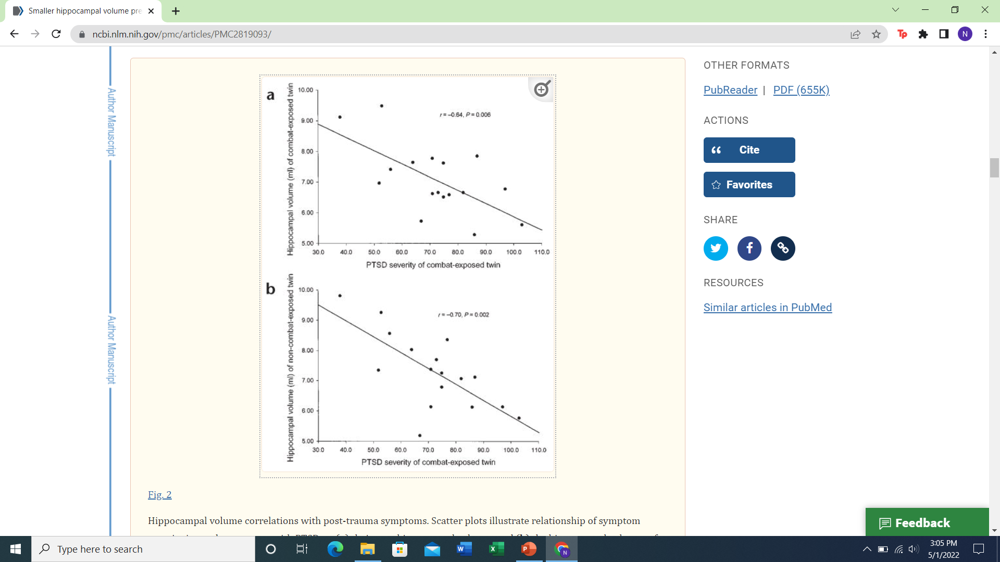 Smaller hippocampal volume pre
ncbi.nlm.nih.gov/pmc/articles/PMC2819093/
Tp
N
Author Manuscript
Author Manuscript
a
Hippocampal volume (ml) of combat-exposed twin
10.00
9.00
8.00
7.00
6.00
5.00
r = –0.64, P = 0.006
30.0 40.0 50.0 60.0 70.0 80.0 90.0 100.0 110.0
PTSD severity of combat-exposed twin
b
Hippocampal volume (ml) of non-combat-exposed twin
10.00
9.00
8.00
7.00
6.00
5.00
r = –0.70, P = 0.002
30.0 40.0 50.0 60.0 70.0 80.0 90.0 100.0 110.0
PTSD severity of combat-exposed twin
Fig. 2
Hippocampal volume correlations with post-trauma symptoms. Scatter plots illustrate relationship of symptom
OTHER FORMATS
PubReader | PDF (655K)
ACTIONS
Cite
Favorites
SHARE
RESOURCES
Similar articles in PubMed
Feedback
Type here to search
N
3:05 PM
5/1/2022